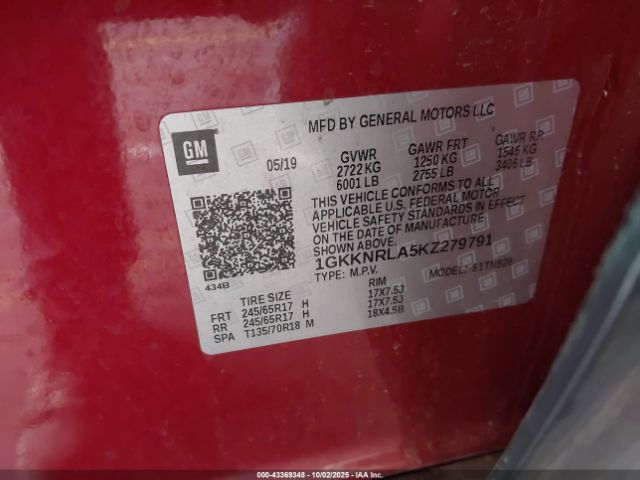 MFD BY GENERAL MOTORS LLC
GM
05/19 GVWR GAWR FRT GAWR RR
2722 KG 1250 KG 1545 KG
6001 LB 2755 LB 3406 LB
THIS VEHICLE CONFORMS TO ALL
APPLICABLE U.S. FEDERAL MOTOR
VEHICLE SAFETY STANDARDS IN EFFECT
ON THE DATE OF MANUFACTURE
SHOWN ABOVE.
1GKKNRLA5KZ279791
TYPE: M.P.V. MODEL:
434B
TIRE SIZE RIM
FRT 245/65R17 H 17X7.5J
RR 245/65R17 H 17X7.5J
SPA T135/70R18 M 18X4.5B
000-43369348 - 10/02/2025 - IAA, Inc.